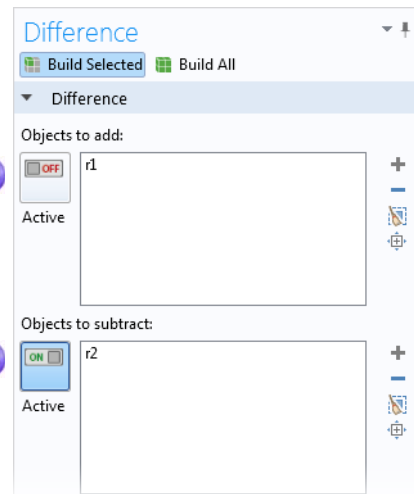 Difference
Build Selected Build All
Difference
Objects to add:
OFF
r1
Active
Objects to subtract:
ON
r2
Active